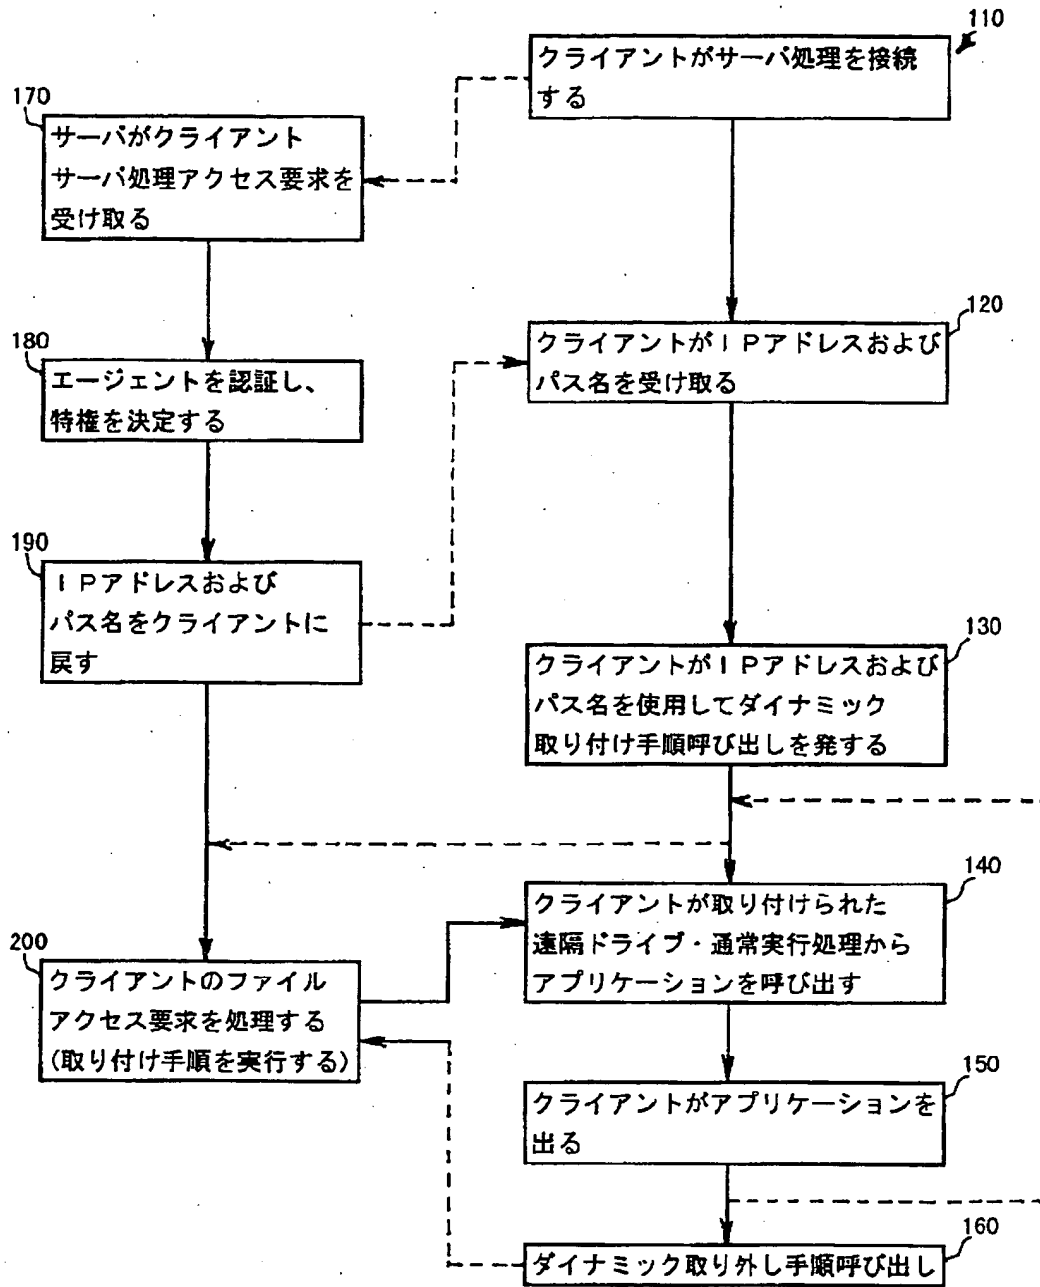 110
クライアントがサーバ処理を接続
する
170
サーバがクライアント
サーバ処理アクセス要求を
受け取る
120
クライアントがIPアドレスおよび
パス名を受け取る
180
エージェントを認証し、
特権を決定する
190
IPアドレスおよび
パス名をクライアントに
戻す
130
クライアントがIPアドレスおよび
パス名を使用してダイナミック
取り付け手順呼び出しを発する
140
クライアントが取り付けられた
遠隔ドライブ・通常実行処理から
アプリケーションを呼び出す
200
クライアントのファイル
アクセス要求を処理する
(取り付け手順を実行する)
150
クライアントがアプリケーションを
出る
160
ダイナミック取り外し手順呼び出し